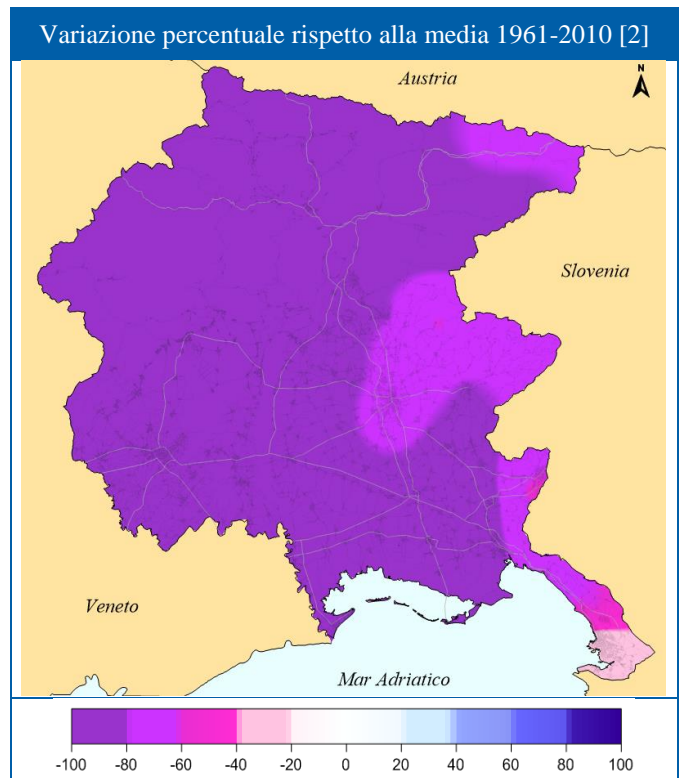 Variazione percentuale rispetto alla media 1961-2010 [2]
Austria
N
Slovenia
Veneto
Mar Adriatico
-100 -80 -60 -40 -20 0 20 40 60 80 100